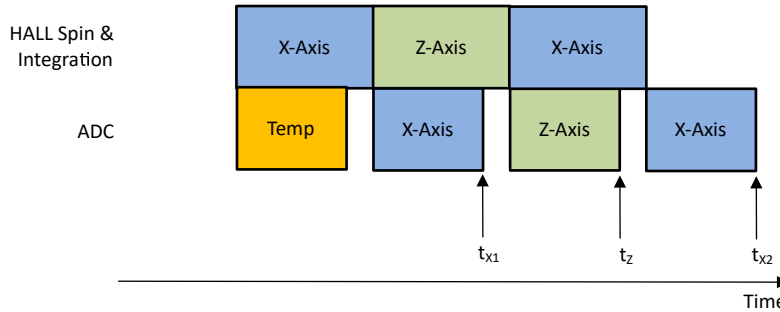 HALL Spin &
Integration
X-Axis
Z-Axis
X-Axis
ADC
Temp
X-Axis
Z-Axis
X-Axis
tX1
tZ
tX2
Time